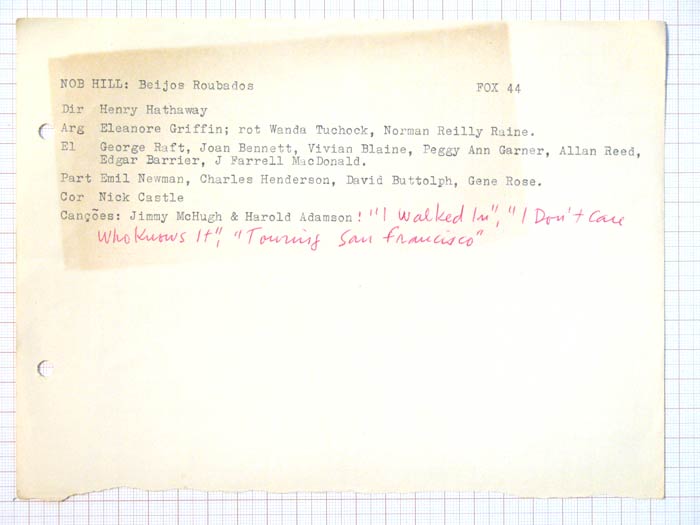 NOB HILL: Beijos Roubados FOX 44
Dir Henry Hathaway
Arg Eleanore Griffin; rot Wanda Tuchock, Norman Reilly Raine.
El George Raft, Joan Bennett, Vivian Blaine, Peggy Ann Garner, Allan Reed,
Edgar Barrier, J Farrell MacDonald.
Part Emil Newman, Charles Henderson, David Buttolph, Gene Rose.
Cor Nick Castle
Canções: Jimmy McHugh & Harold Adamson: "I Walked In", "I Don't Care
Who Knows It", "Touring San Francisco"